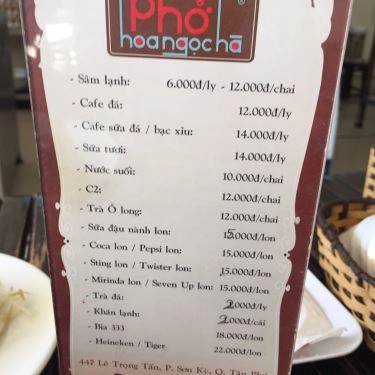 Phở ®
hoa ngọc hà
- Sâm lạnh: 6.000đ/ly - 12.000đ/chai
- Cafe đá: 12.000đ/ly
- Cafe sữa đá / bạc xỉu: 14.000đ/ly
- Sữa tươi: 14.000đ/ly
- Nước suối: 10.000đ/chai
- C2: 12.000đ/chai
- Trà Ô long: 12.000đ/chai
- Sữa đậu nành lon: 15.000đ/lon
- Coca lon / Pepsi lon: 15.000đ/lon
- Sting lon / Twister lon: 15.000đ/lon
- Mirinda lon / Seven Up lon: 15.000đ/lon
- Trà đá: 2.000đ/ly
- Khăn lạnh: 2.000đ/cái
- Bia 333 18.000đ/lon
- Heineken / Tiger 22.000đ/lon
447 Lê Trọng Tấn, P. Sơn Kỳ, Q. Tân Phú